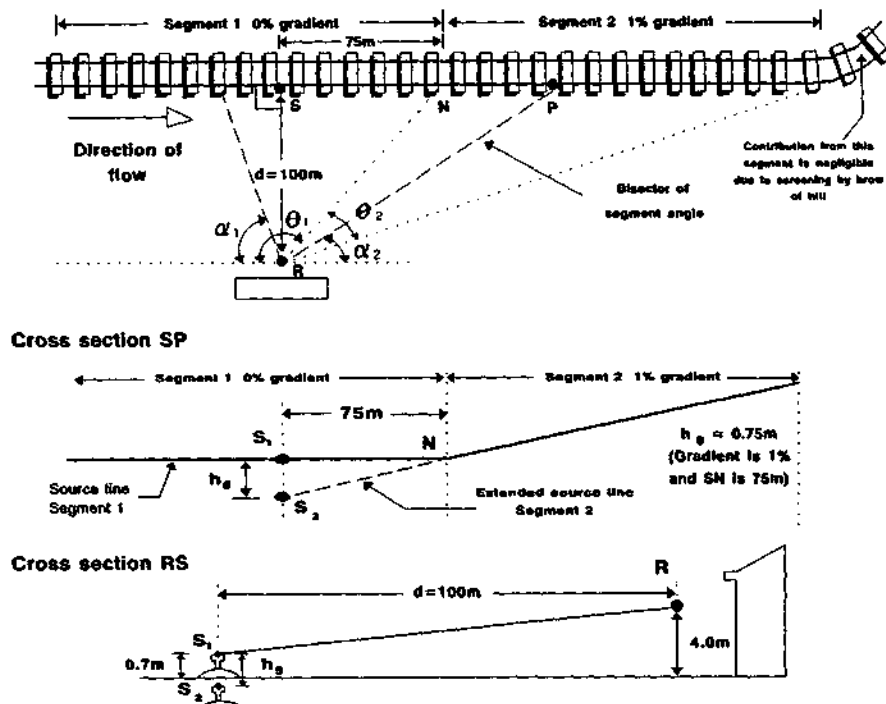 Segment 1 0% gradient
Segment 2 1% gradient
75m
S
N
P
Direction of
flow
d=100m
Contribution from this
segment is negligible
due to screening by brow
of hill
Bisector of
segment angle
α₁
θ₁
θ₂
α₂
R
Cross section SP
Segment 1 0% gradient
Segment 2 1% gradient
75m
S₁
N
Source line
Segment 1
S₂
Extended source line
Segment 2
= 0.75m
(Gradient is 1%
and SN is 75m)
Cross section RS
R
d=100m
S₁
0.7m
S₂
4.0m